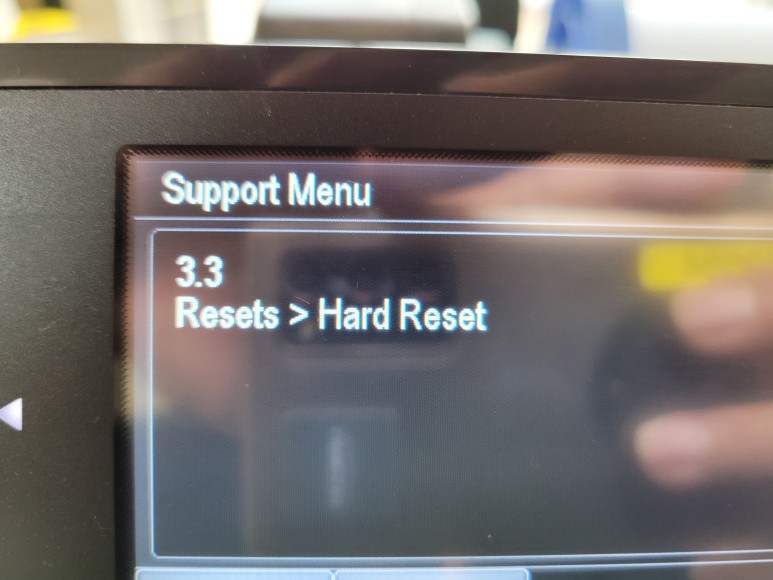 Support Menu
3.3
Resets > Hard Reset